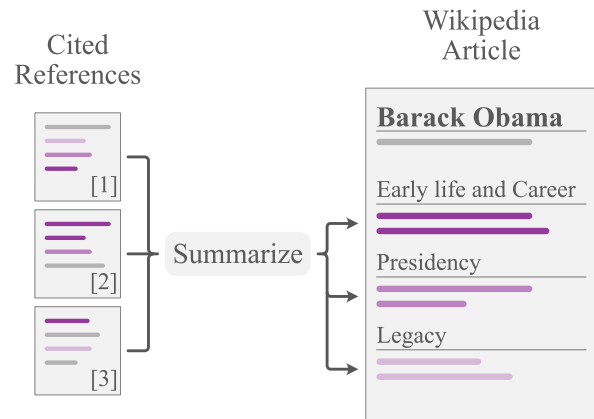 Cited
References
[1]
[2]
[3]
Summarize
Wikipedia
Article
Barack Obama
Early life and Career
Presidency
Legacy